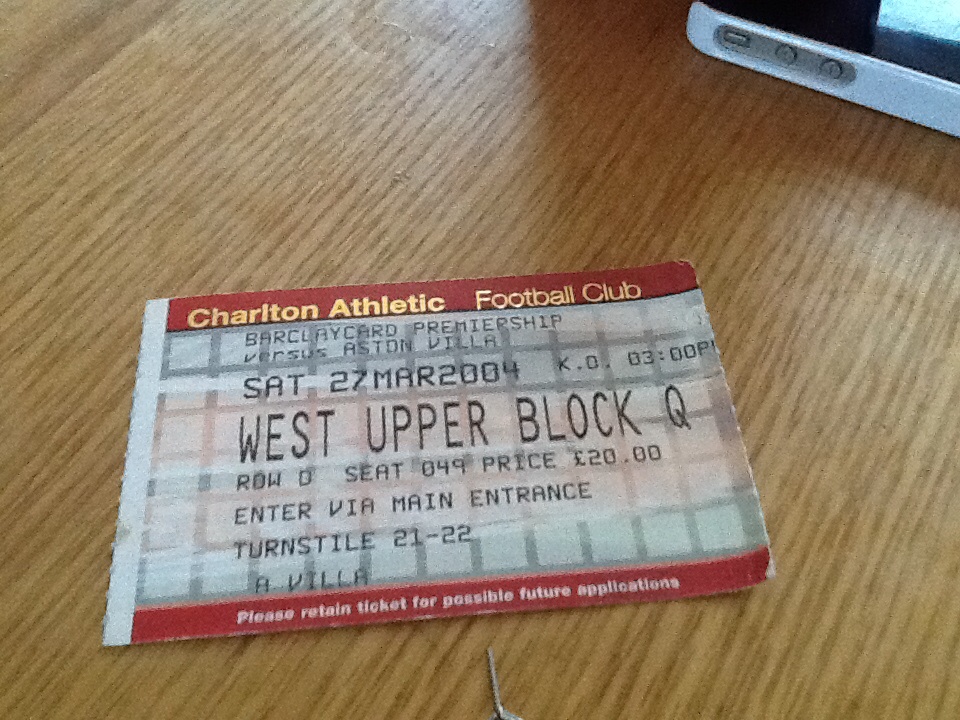 Charlton Athletic Football Club
BARCLAYCARD PREMIERSHIP
versus ASTON VILLA
SAT 27MAR2004 K.O. 03:00P
WEST UPPER BLOCK Q
ROW D SEAT 049 PRICE £20.00
ENTER VIA MAIN ENTRANCE
TURNSTILE 21-22
A VILLA
Please retain ticket for possible future applications